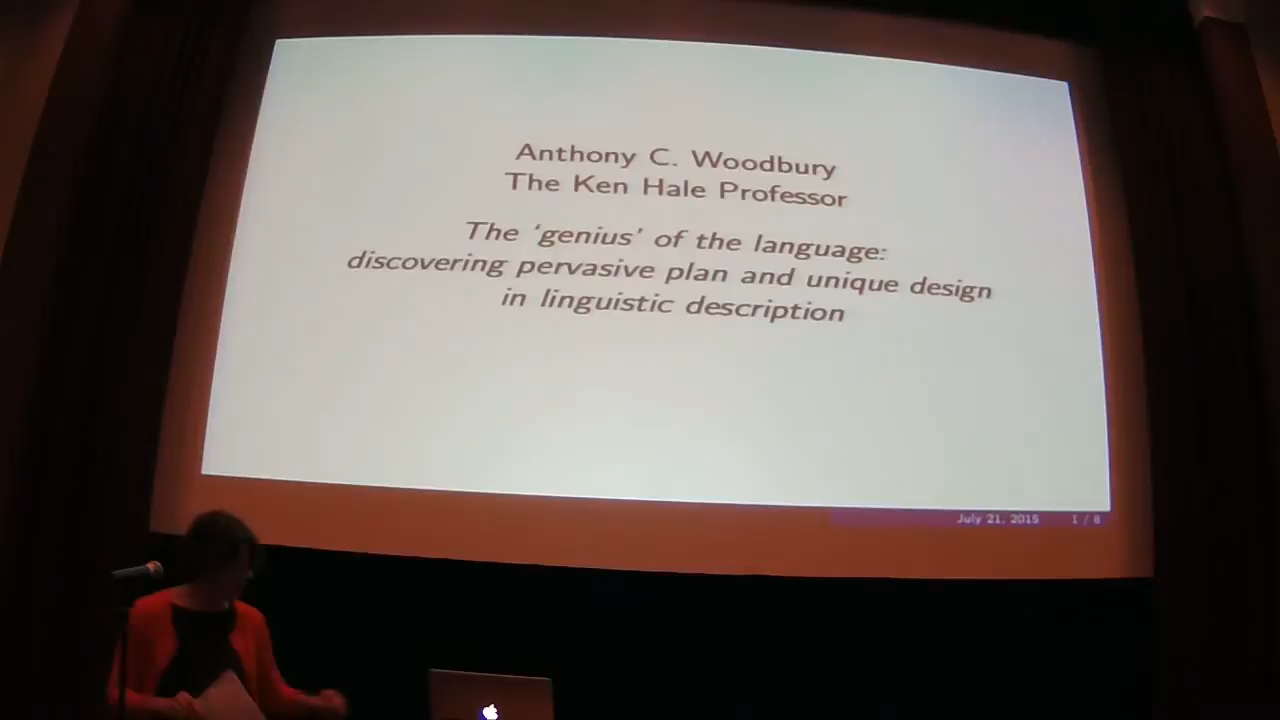 Anthony C. Woodbury
The Ken Hale Professor
The ‘genius’ of the language:
discovering pervasive plan and unique design
in linguistic description
July 21, 2015 1 / 8